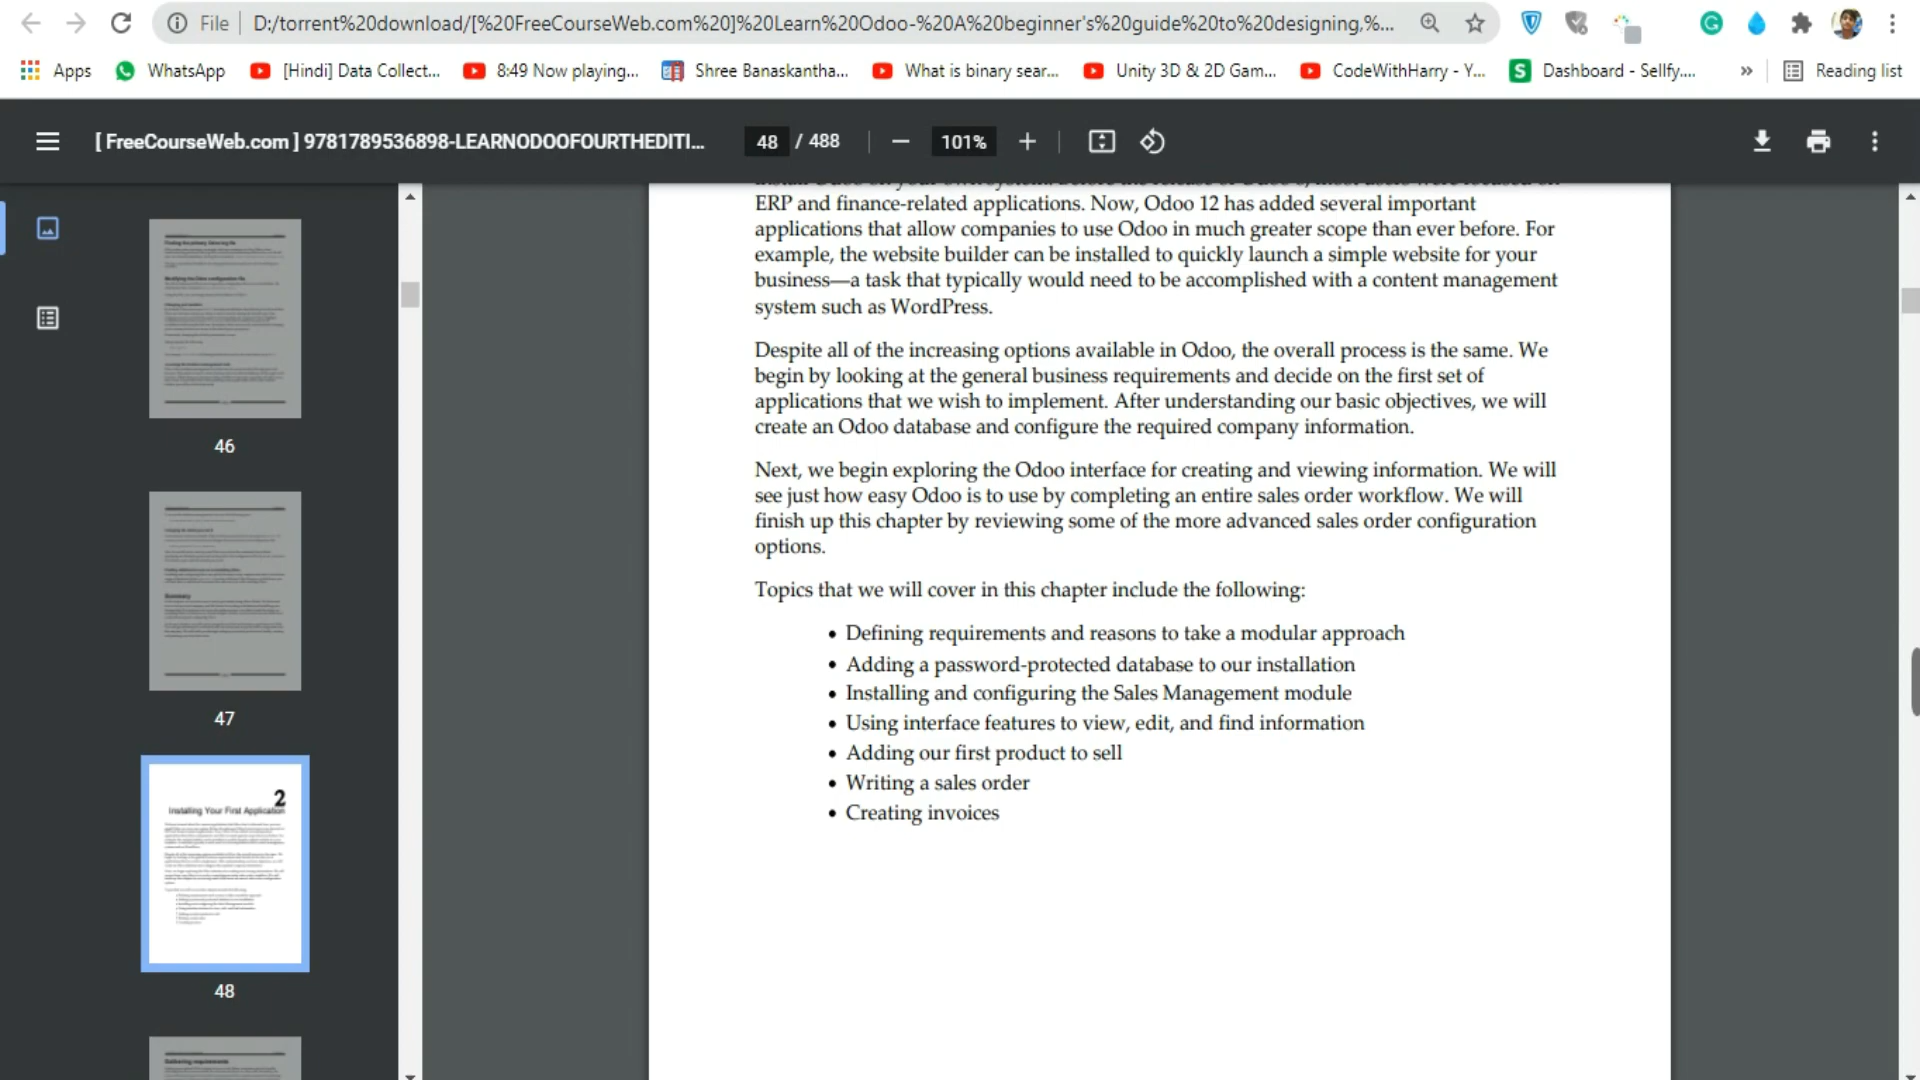 File
D:/torrent%20download/[%20FreeCourseWeb.com%20]%20Learn%20Odoo-%20A%20beginner's%20guide%20to%20designing,%...
Apps
WhatsApp
[Hindi] Data Collect...
8:49 Now playing...
Shree Banaskantha...
What is binary sear...
Unity 3D & 2D Gam...
CodeWithHarry - Y...
Dashboard - Sellfy....
»
Reading list
[ FreeCourseWeb.com ] 9781789536898-LEARNODOOFOURTHEDITI...
48 / 488
101%
46
Summary
47
2
Installing Your First Application
48
Gathering requirements
ERP and finance-related applications. Now, Odoo 12 has added several important
applications that allow companies to use Odoo in much greater scope than ever before. For
example, the website builder can be installed to quickly launch a simple website for your
business—a task that typically would need to be accomplished with a content management
system such as WordPress.
Despite all of the increasing options available in Odoo, the overall process is the same. We
begin by looking at the general business requirements and decide on the first set of
applications that we wish to implement. After understanding our basic objectives, we will
create an Odoo database and configure the required company information.
Next, we begin exploring the Odoo interface for creating and viewing information. We will
see just how easy Odoo is to use by completing an entire sales order workflow. We will
finish up this chapter by reviewing some of the more advanced sales order configuration
options.
Topics that we will cover in this chapter include the following:
• Defining requirements and reasons to take a modular approach
• Adding a password-protected database to our installation
• Installing and configuring the Sales Management module
• Using interface features to view, edit, and find information
• Adding our first product to sell
• Writing a sales order
• Creating invoices